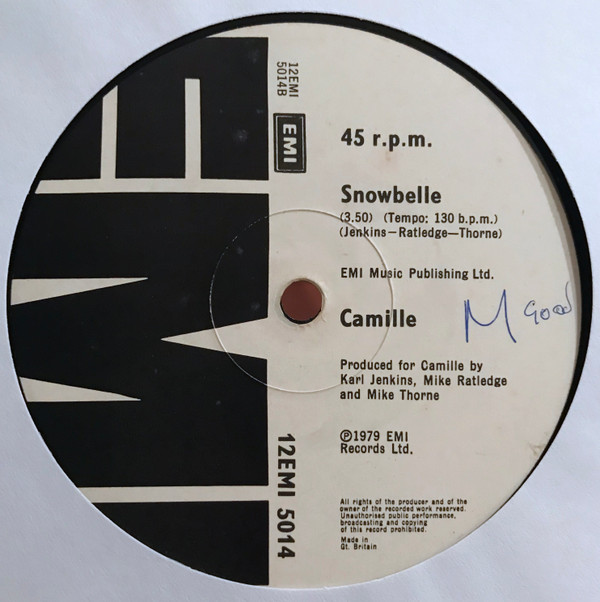 EMI
12EMI
5014B
EMI
45 r.p.m.
Snowbelle
(3.50) (Tempo: 130 b.p.m.)
(Jenkins—Ratledge—Thorne)
EMI Music Publishing Ltd.
Camille
M Good
Produced for Camille by
Karl Jenkins, Mike Ratledge
and Mike Thorne
℗1979 EMI
Records Ltd.
12EMI 5014
All rights of the producer and of the
owner of the recorded work reserved.
Unauthorised public performance,
broadcasting and copying
of this record prohibited.
Made in
Gt. Britain